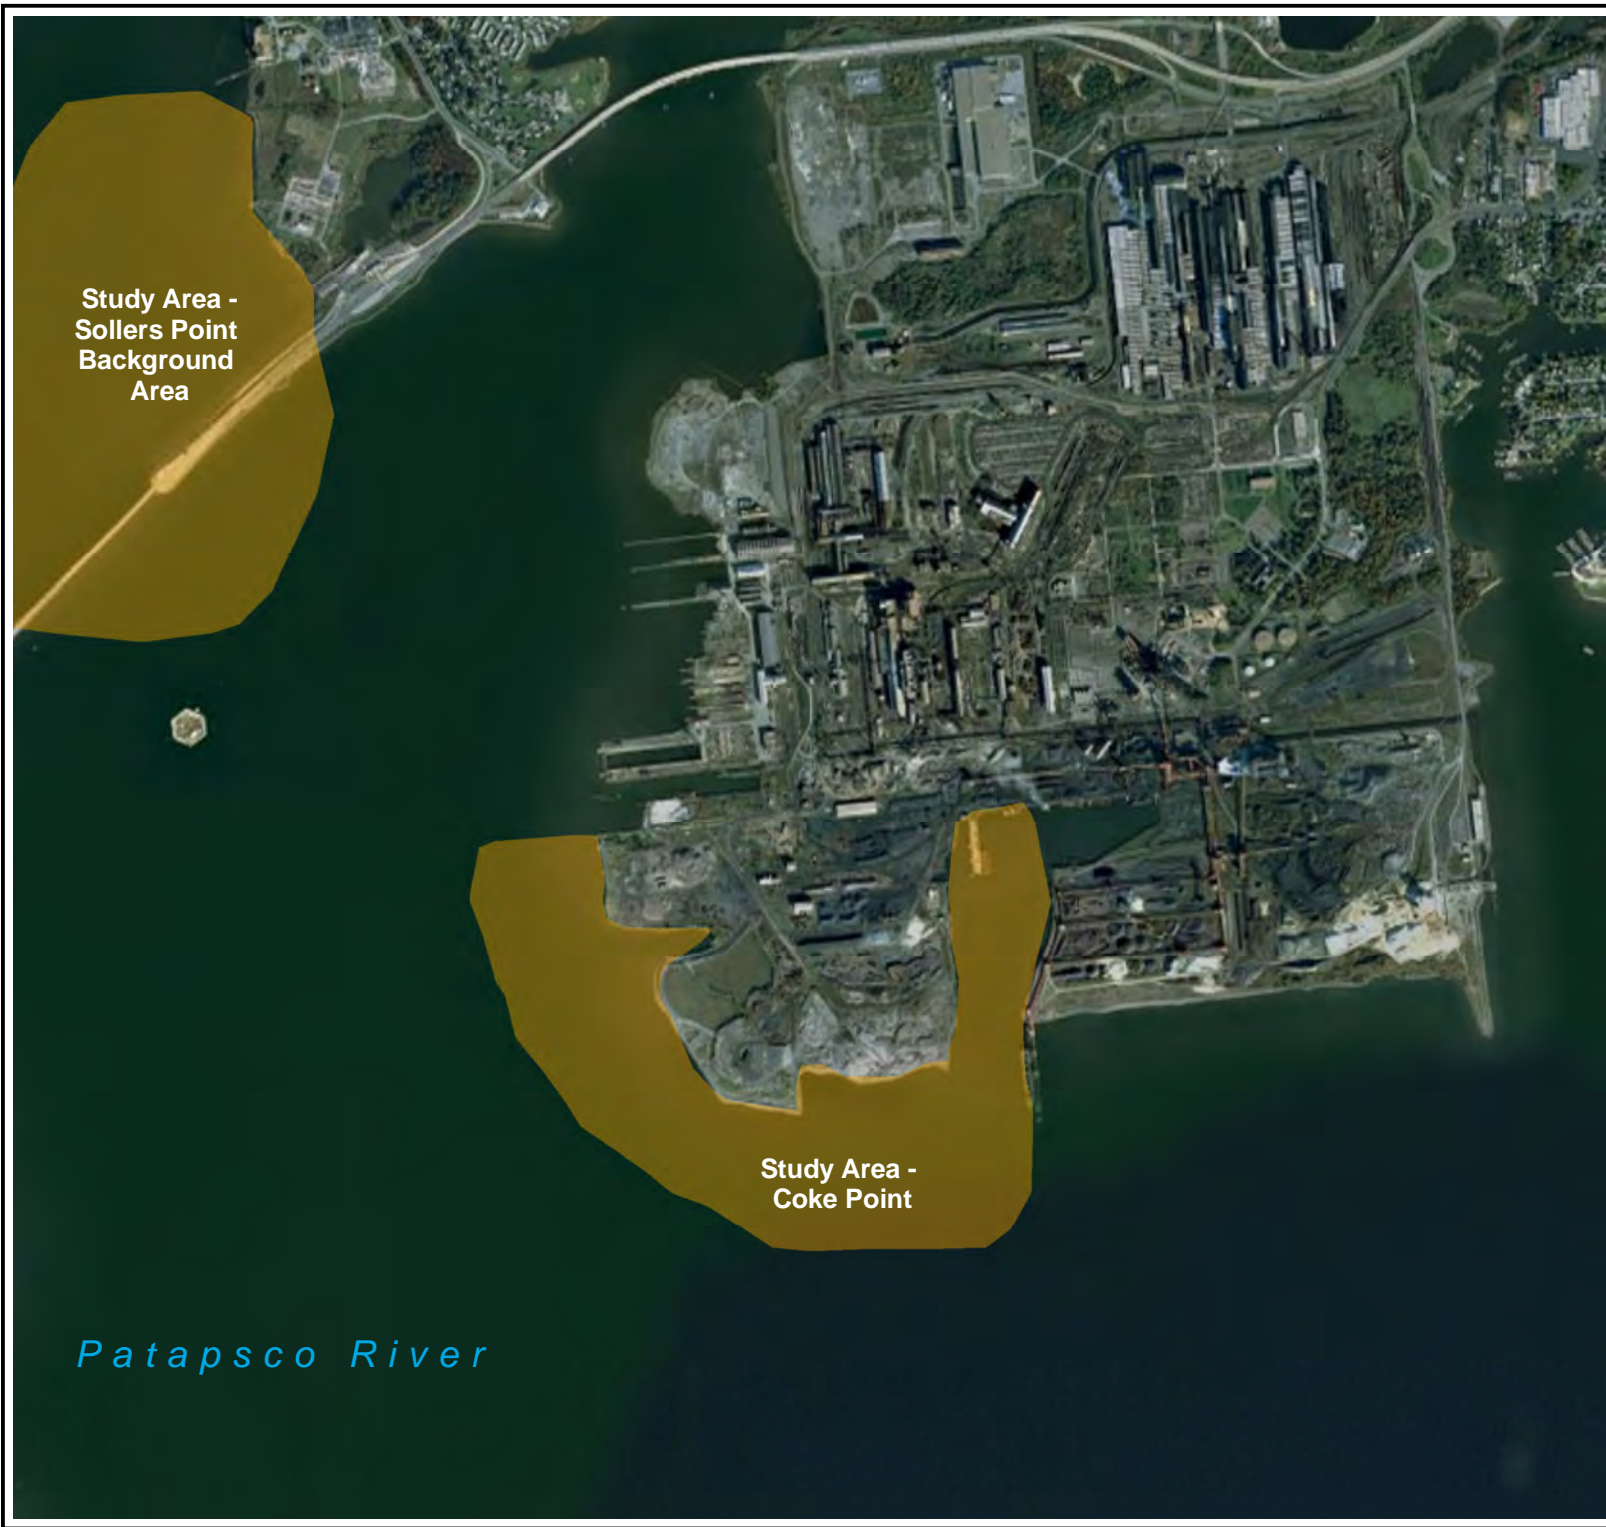 Study Area -
Sollers Point
Background
Area
Study Area -
Coke Point
Patapsco River